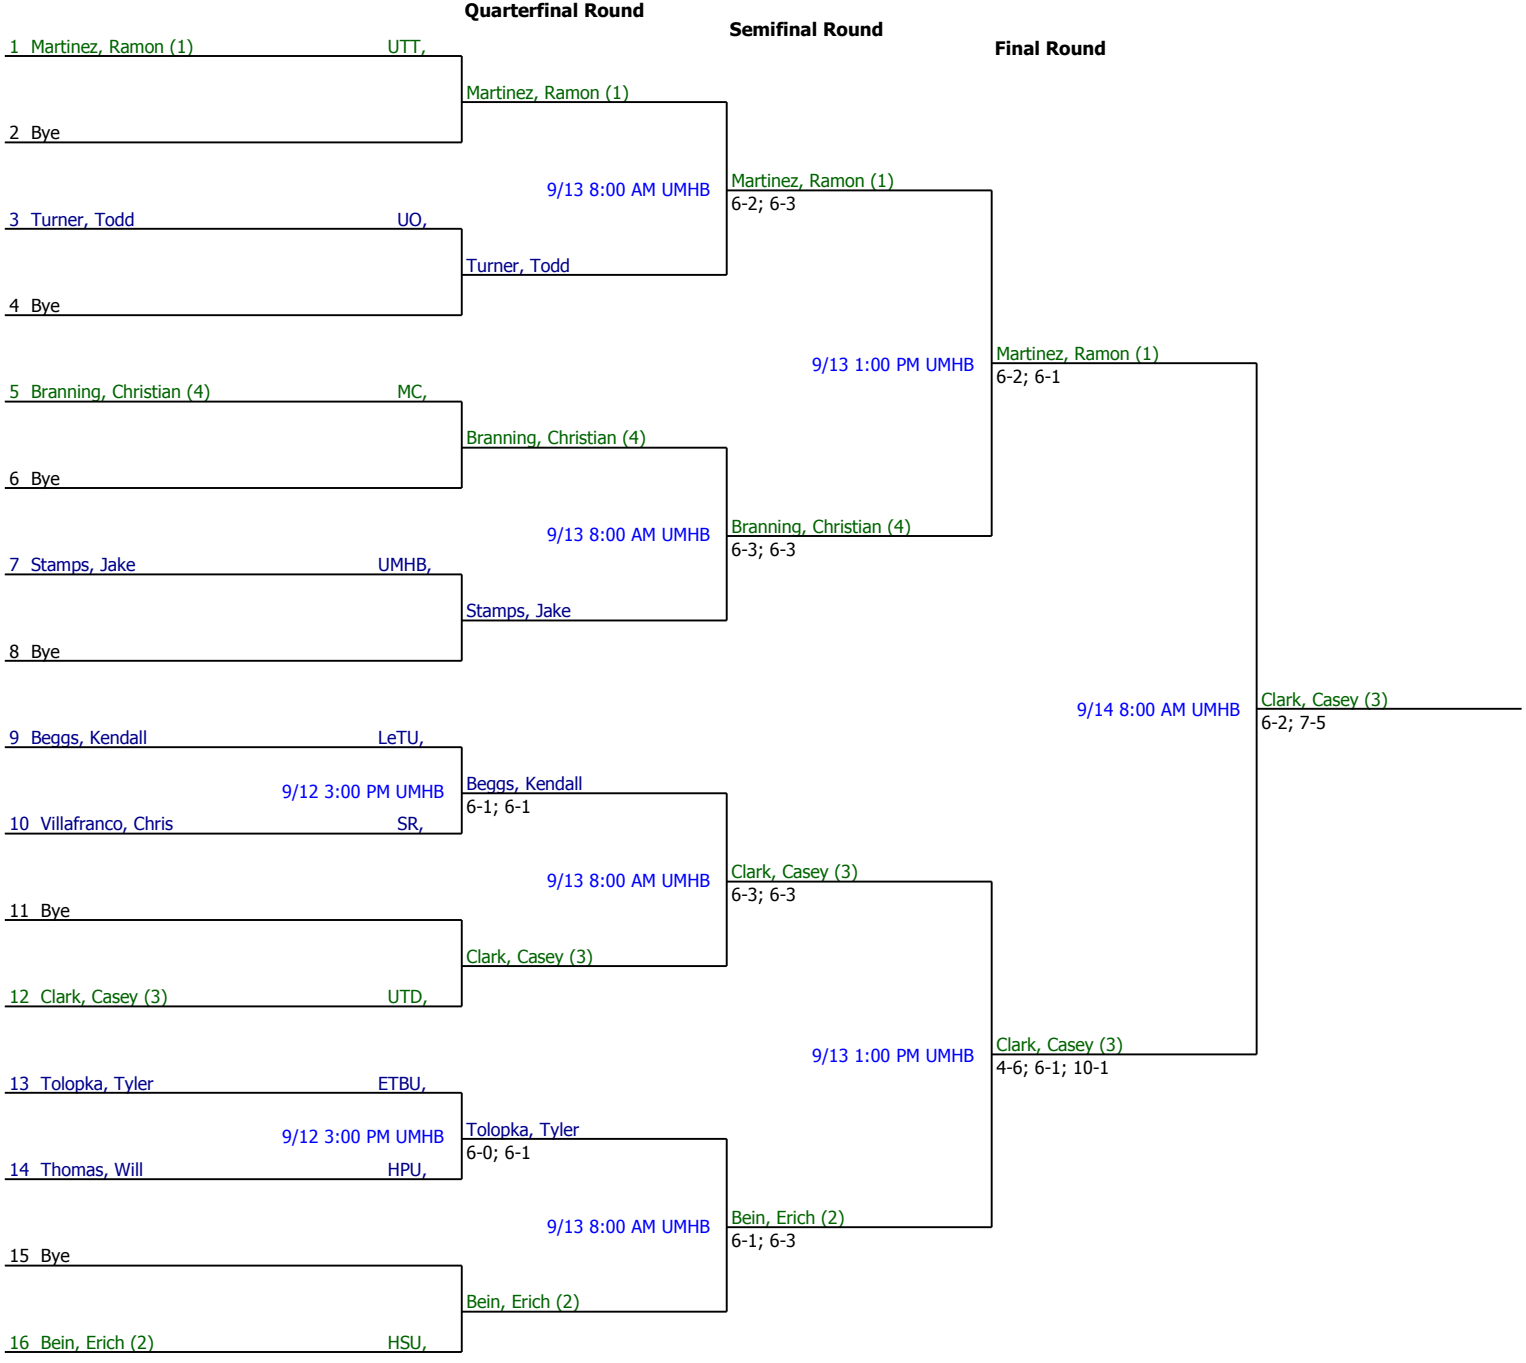 Quarterfinal Round
Semifinal Round
Final Round
1 Martinez, Ramon (1) UTT,
Martinez, Ramon (1)
2 Bye
9/13 8:00 AM UMHB
Martinez, Ramon (1)
6-2; 6-3
3 Turner, Todd UO,
Turner, Todd
4 Bye
9/13 1:00 PM UMHB
Martinez, Ramon (1)
6-2; 6-1
5 Branning, Christian (4) MC,
Branning, Christian (4)
6 Bye
9/13 8:00 AM UMHB
Branning, Christian (4)
6-3; 6-3
7 Stamps, Jake UMHB,
Stamps, Jake
8 Bye
9/14 8:00 AM UMHB
Clark, Casey (3)
6-2; 7-5
9 Beggs, Kendall LeTU,
9/12 3:00 PM UMHB
Beggs, Kendall
6-1; 6-1
10 Villafranco, Chris SR,
9/13 8:00 AM UMHB
Clark, Casey (3)
6-3; 6-3
11 Bye
Clark, Casey (3)
12 Clark, Casey (3) UTD,
9/13 1:00 PM UMHB
Clark, Casey (3)
4-6; 6-1; 10-1
13 Tolopka, Tyler ETBU,
9/12 3:00 PM UMHB
Tolopka, Tyler
6-0; 6-1
14 Thomas, Will HPU,
9/13 8:00 AM UMHB
Bein, Erich (2)
6-1; 6-3
15 Bye
Bein, Erich (2)
16 Bein, Erich (2) HSU,